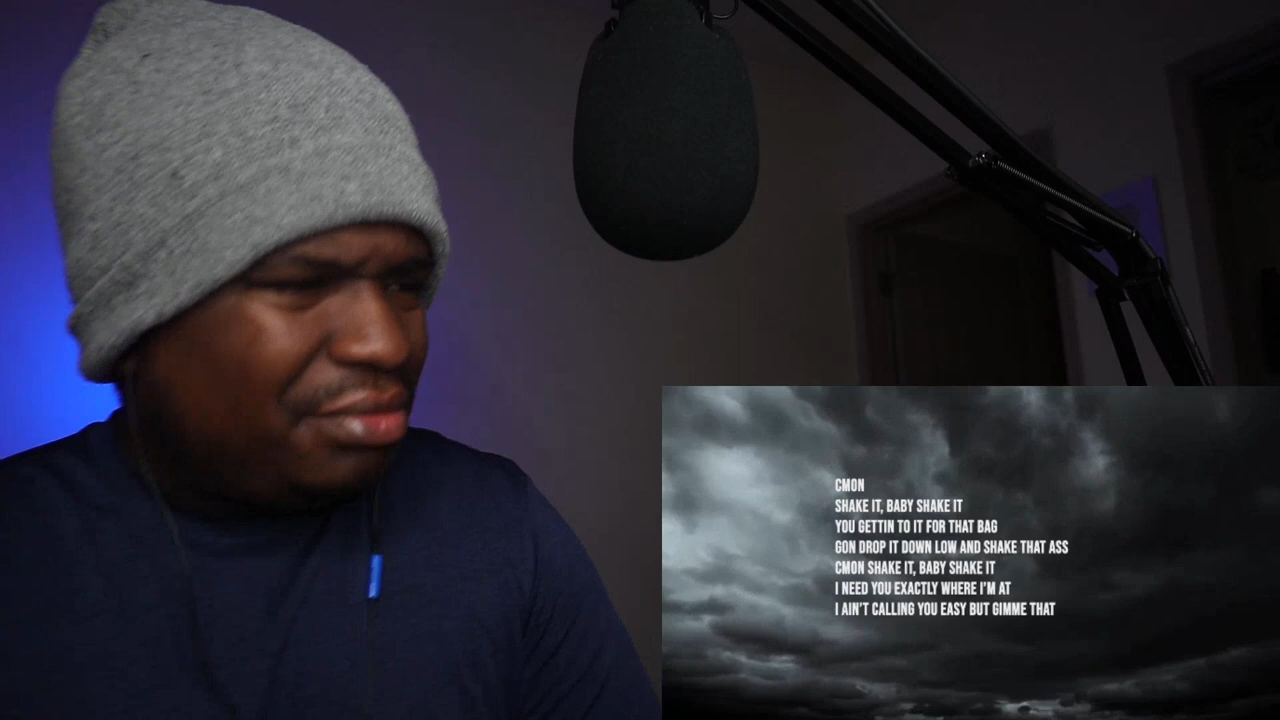 CMON
SHAKE IT, BABY SHAKE IT
YOU GETTIN TO IT FOR THAT BAG
GON DROP IT DOWN LOW AND SHAKE THAT ASS
CMON SHAKE IT, BABY SHAKE IT
I NEED YOU EXACTLY WHERE I'M AT
I AIN'T CALLING YOU EASY BUT GIMME THAT